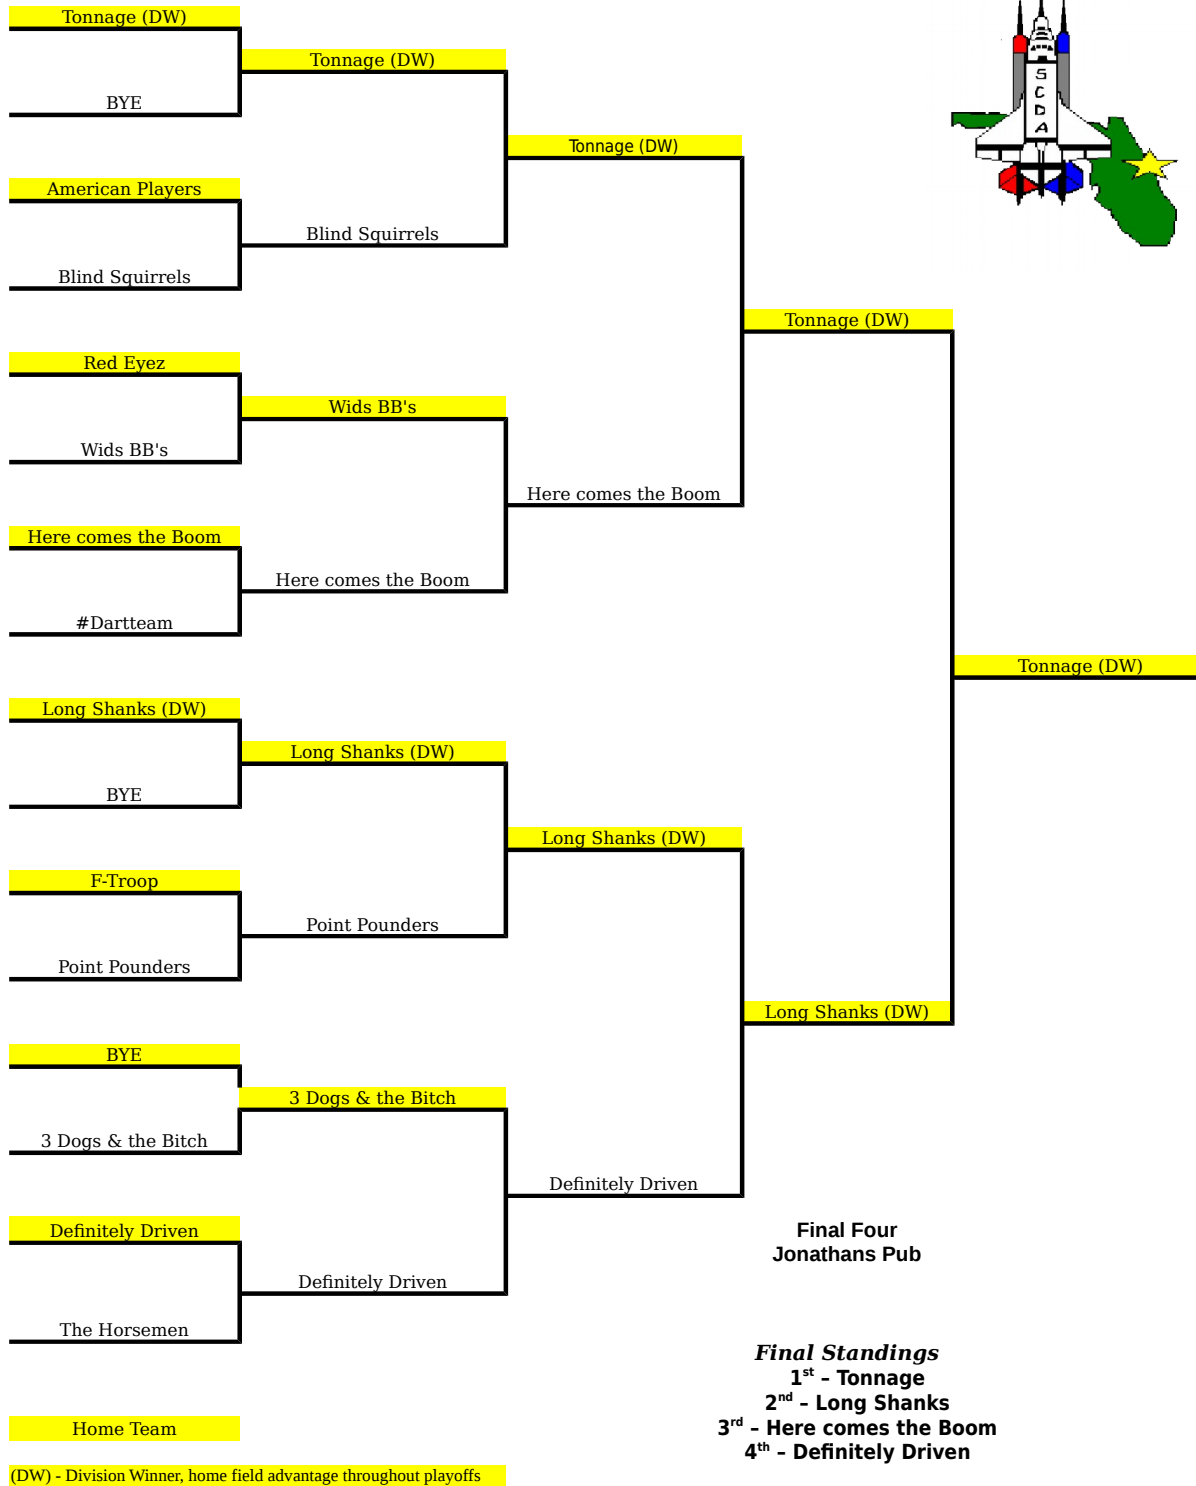 Tonnage (DW)
BYE
American Players
Blind Squirrels
Red Eyez
Wids BB's
Here comes the Boom
#Dartteam
Long Shanks (DW)
BYE
F-Troop
Point Pounders
BYE
3 Dogs & the Bitch
Definitely Driven
The Horsemen
Tonnage (DW)
Blind Squirrels
Wids BB's
Here comes the Boom
Long Shanks (DW)
Point Pounders
3 Dogs & the Bitch
Definitely Driven
Tonnage (DW)
Here comes the Boom
Long Shanks (DW)
Definitely Driven
Tonnage (DW)
Long Shanks (DW)
Tonnage (DW)
S
C
D
A
Final Four
Jonathans Pub
Final Standings
1st – Tonnage
2nd – Long Shanks
3rd – Here comes the Boom
4th – Definitely Driven
Home Team
(DW) - Division Winner, home field advantage throughout playoffs